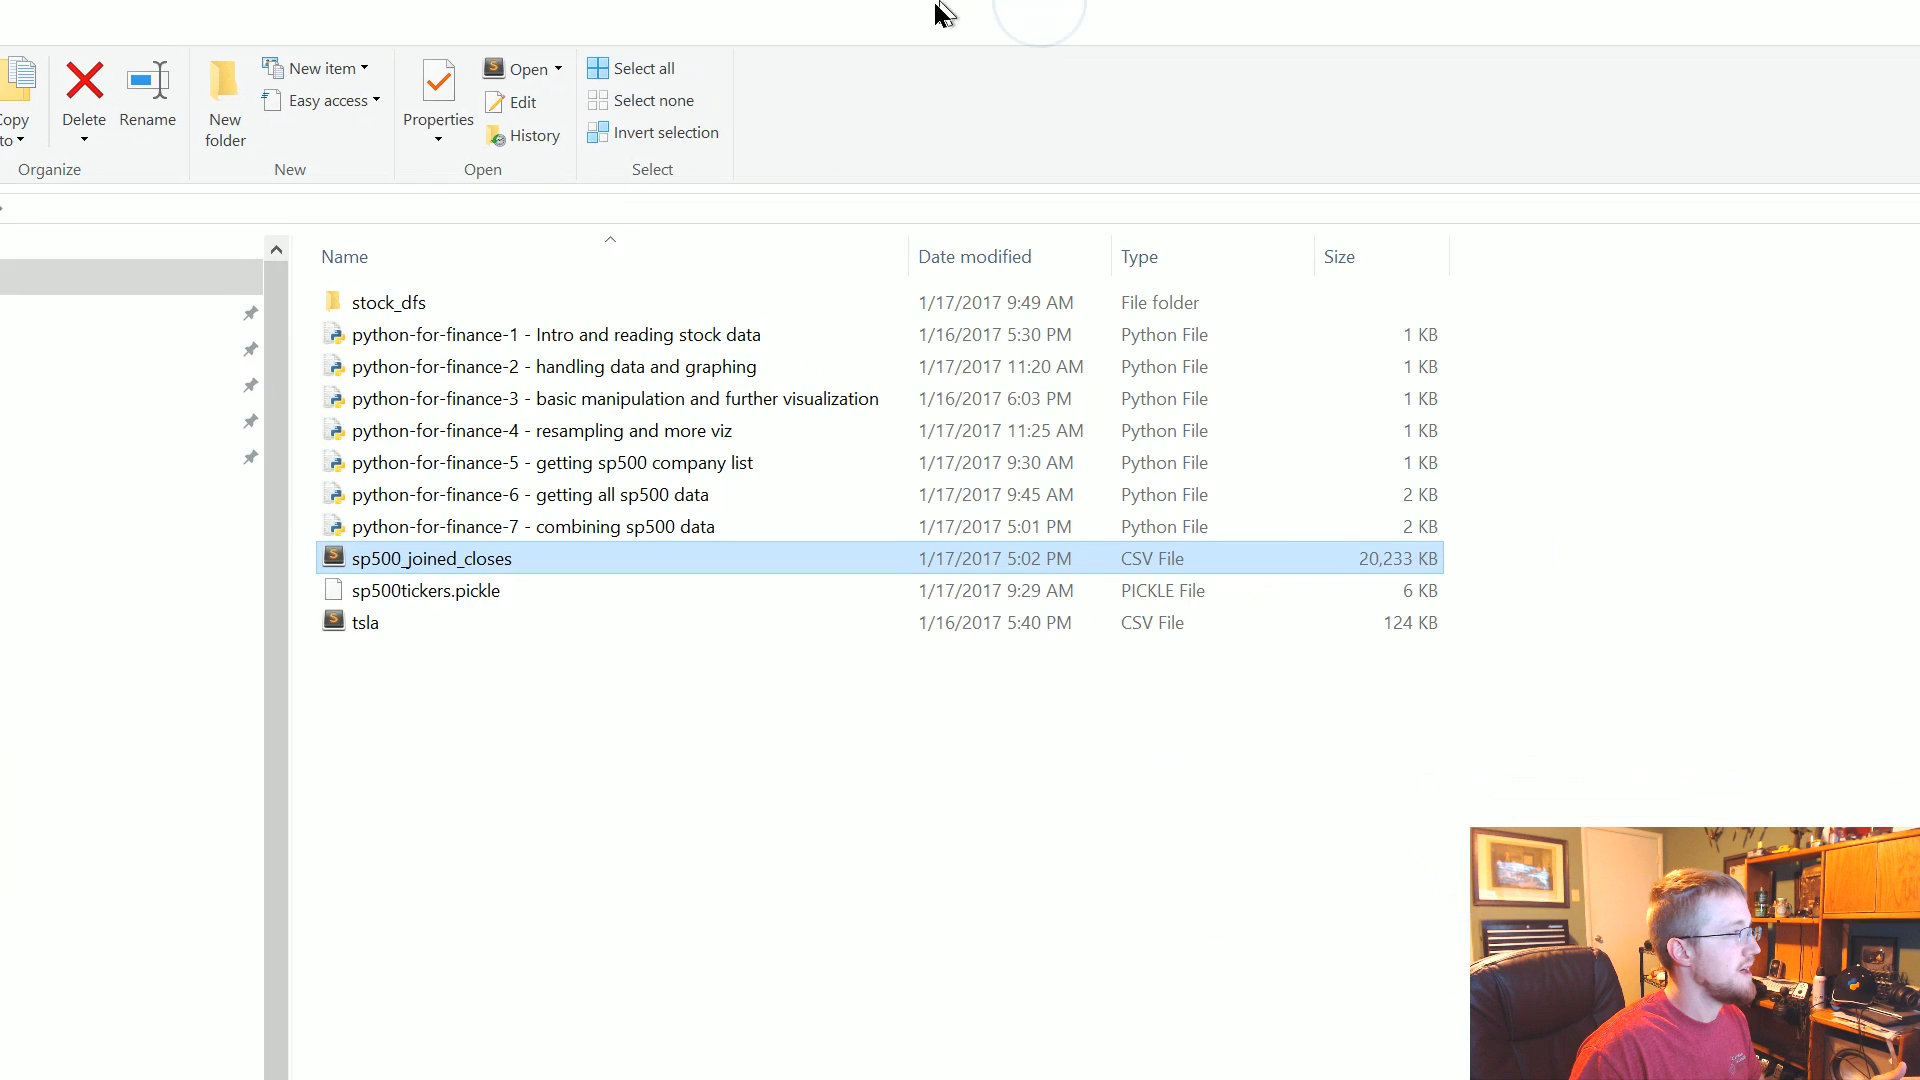 New item
Open
Select all
Easy access
Edit
Select none
Delete
Rename
New
folder
Properties
History
Invert selection
to
Organize
New
Open
Select
Name
Date modified
Type
Size
stock_dfs 1/17/2017 9:49 AM File folder
python-for-finance-1 - Intro and reading stock data 1/16/2017 5:30 PM Python File 1 KB
python-for-finance-2 - handling data and graphing 1/17/2017 11:20 AM Python File 1 KB
python-for-finance-3 - basic manipulation and further visualization 1/16/2017 6:03 PM Python File 1 KB
python-for-finance-4 - resampling and more viz 1/17/2017 11:25 AM Python File 1 KB
python-for-finance-5 - getting sp500 company list 1/17/2017 9:30 AM Python File 1 KB
python-for-finance-6 - getting all sp500 data 1/17/2017 9:45 AM Python File 2 KB
python-for-finance-7 - combining sp500 data 1/17/2017 5:01 PM Python File 2 KB
sp500_joined_closes 1/17/2017 5:02 PM CSV File 20,233 KB
sp500tickers.pickle 1/17/2017 9:29 AM PICKLE File 6 KB
tsla 1/16/2017 5:40 PM CSV File 124 KB